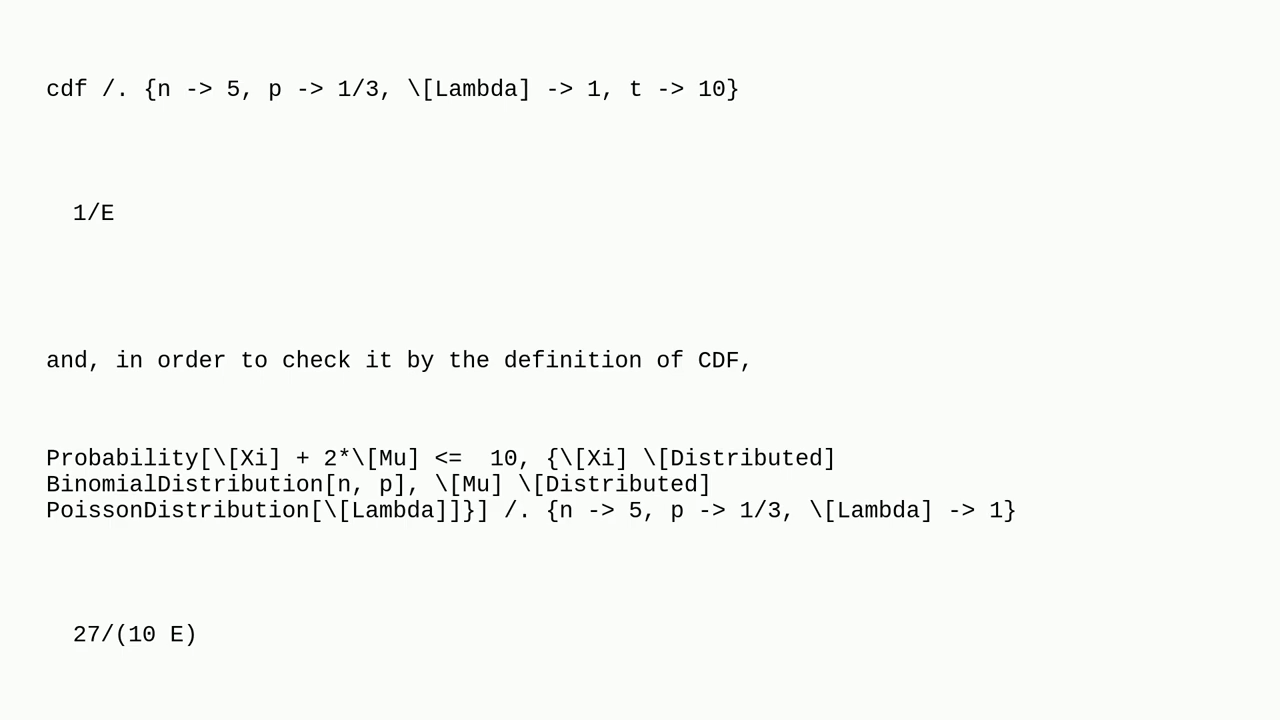 cdf /. {n -> 5, p -> 1/3, \[Lambda] -> 1, t -> 10}
1/E
and, in order to check it by the definition of CDF,
Probability[\[Xi] + 2*\[Mu] <=  10, {\[Xi] \[Distributed]
BinomialDistribution[n, p], \[Mu] \[Distributed]
PoissonDistribution[\[Lambda]]}] /. {n -> 5, p -> 1/3, \[Lambda] -> 1}
27/(10 E)